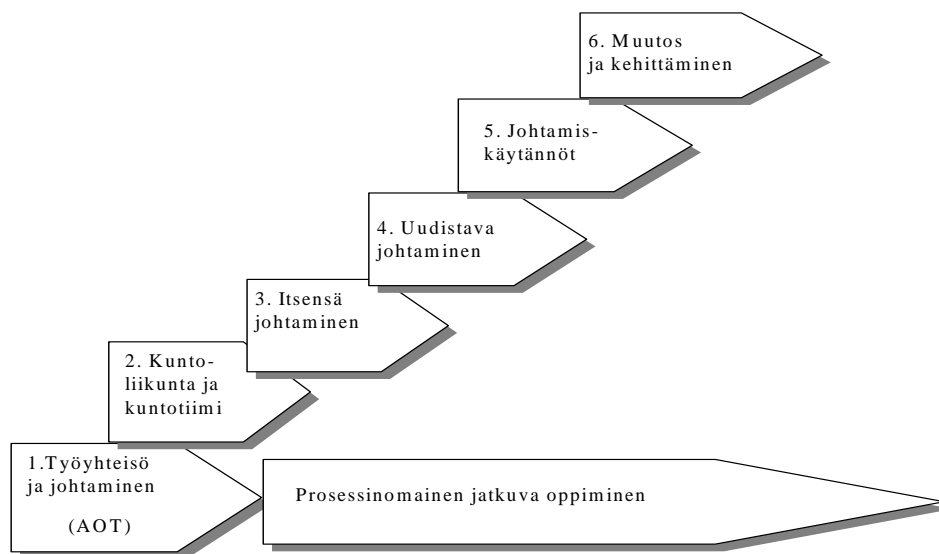 6. Muutos
ja kehittäminen
5. Johtamis-
käytännöt
4. Uudistava
johtaminen
3. Itsensä
johtaminen
2. Kunto-
liikunta ja
kuntotiimi
1.Työyhteisö
ja johtaminen
(AOT)
Prosessinomainen jatkuva oppiminen